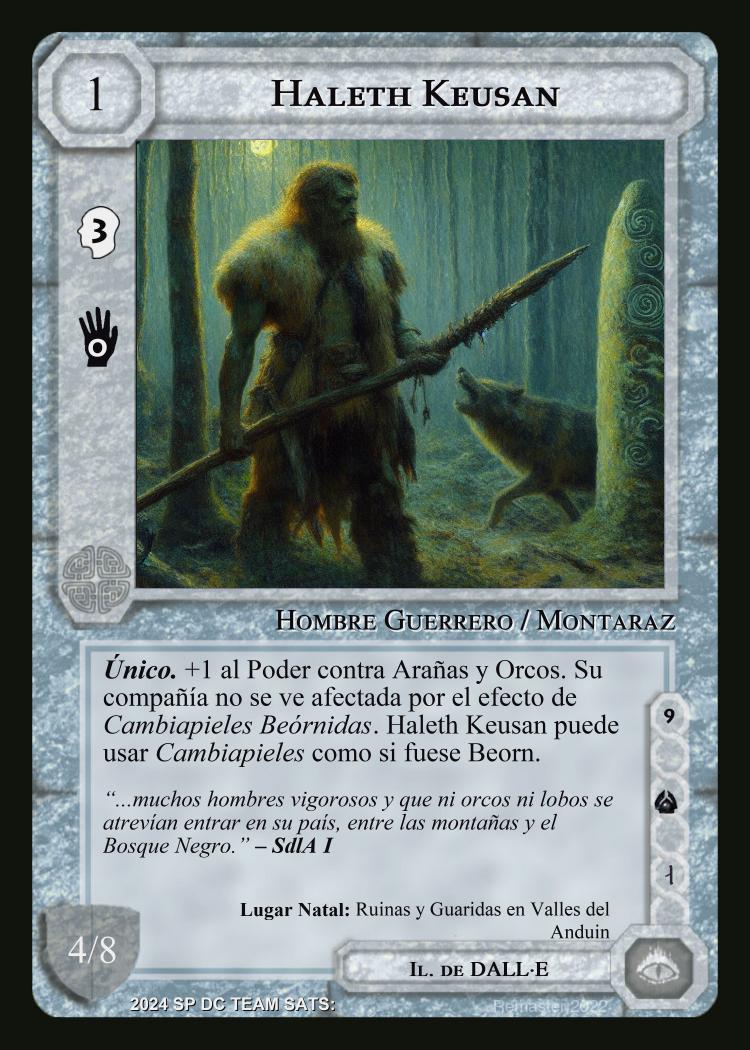 1
HALETH KEUSAN
3
HOMBRE GUERRERO / MONTARAZ
Único. +1 al Poder contra Arañas y Orcos. Su
compañía no se ve afectada por el efecto de
Cambiapieles Beórnidas. Haleth Keusan puede
usar Cambiapieles como si fuese Beorn.
9
“...muchos hombres vigorosos y que ni orcos ni lobos se
atrevían entrar en su país, entre las montañas y el
Bosque Negro.” – SdlA I
Lugar Natal: Ruinas y Guaridas en Valles del
Anduin
4/8
IL. DE DALL·E
2024 SP DC TEAM SATS:
Remaster 2022